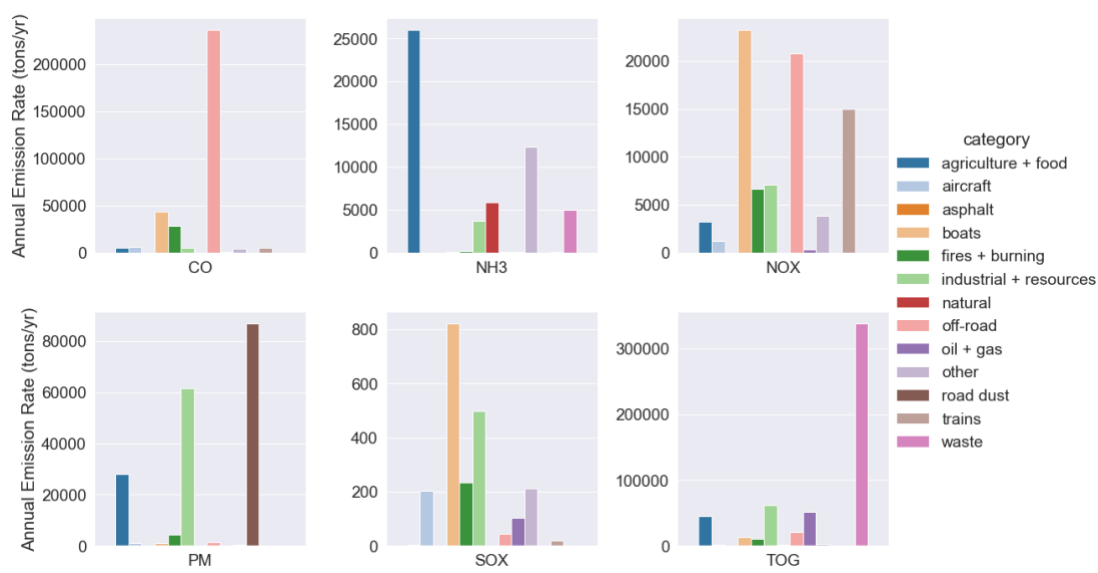 Annual Emission Rate (tons/yr)
200000
150000
100000
50000
0
CO
25000
20000
15000
10000
5000
0
NH3
20000
15000
10000
5000
0
NOX
Annual Emission Rate (tons/yr)
80000
60000
40000
20000
0
PM
800
600
400
200
0
SOX
300000
200000
100000
0
TOG
category
agriculture + food
aircraft
asphalt
boats
fires + burning
industrial + resources
natural
off-road
oil + gas
other
road dust
trains
waste